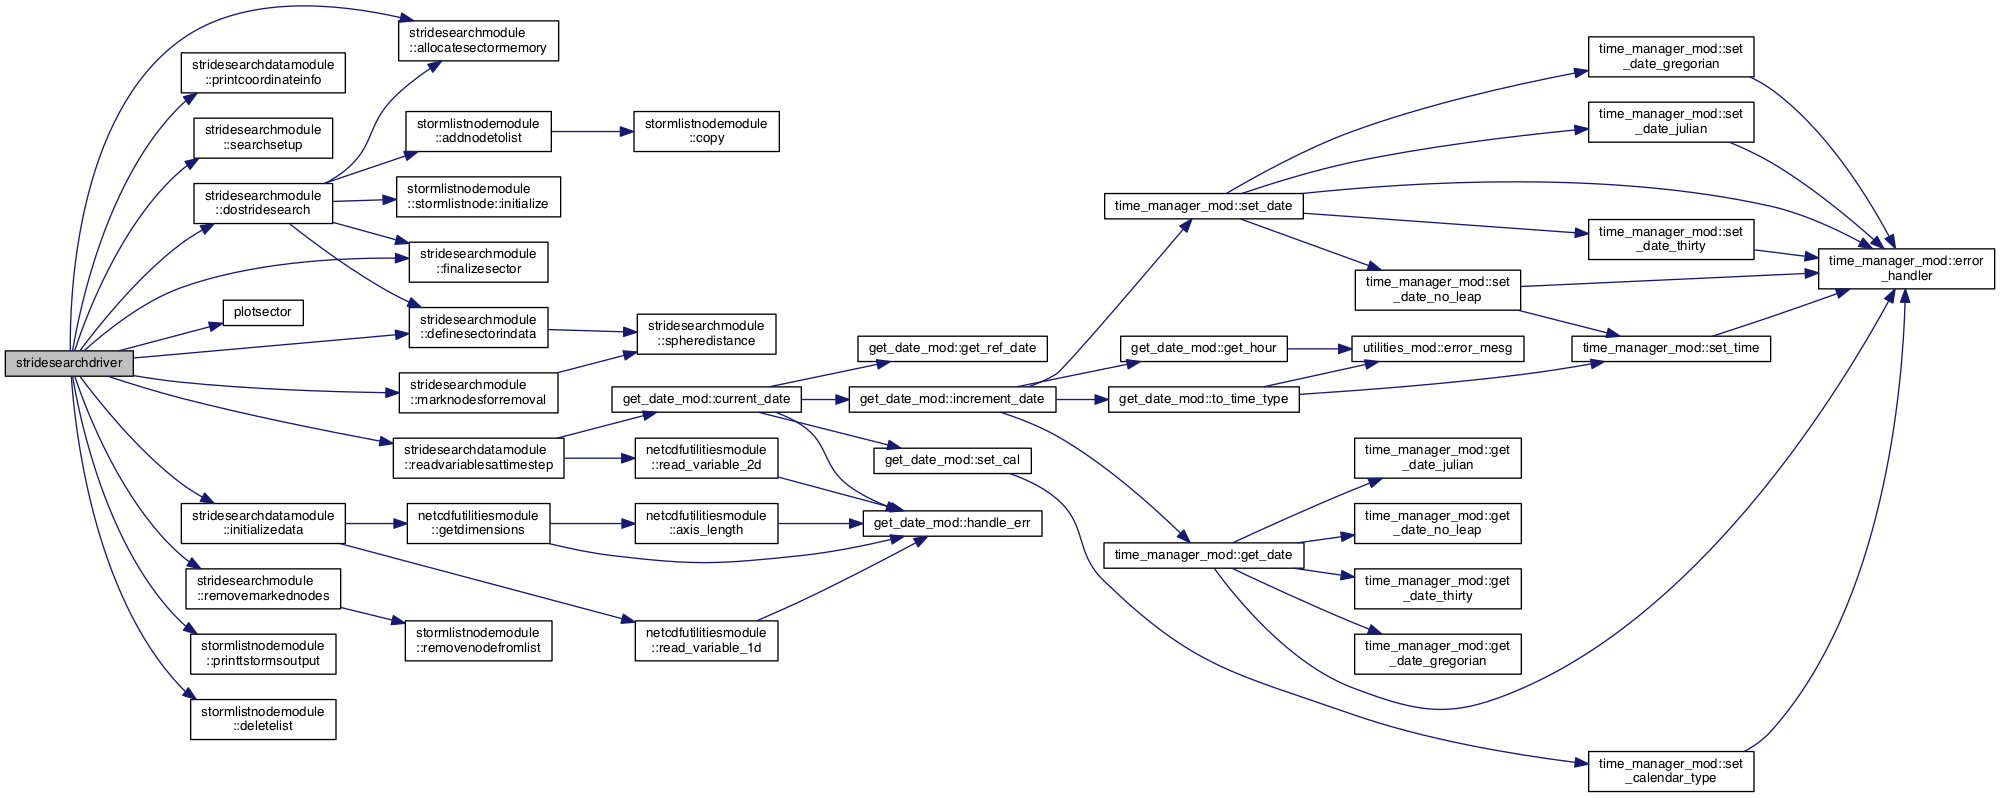 stridesearchdriver
stridesearchdatamodule
::printcoordinateinfo
stridesearchmodule
::searchsetup
stridesearchmodule
::dostridesearch
plotsector
stridesearchdatamodule
::initializedata
stridesearchmodule
::removemarkednodes
stormlistnodemodule
::printtstormsoutput
stormlistnodemodule
::deletelist
stridesearchmodule
::allocatesectormemory
stormlistnodemodule
::addnodetolist
stormlistnodemodule
::stormlistnode::initialize
stridesearchmodule
::finalizesector
stridesearchmodule
::definesectorindata
stridesearchmodule
::marknodesforremoval
stridesearchdatamodule
::readvariablesattimestep
netcdfutilitiesmodule
::getdimensions
stormlistnodemodule
::removenodefromlist
stormlistnodemodule
::copy
stridesearchmodule
::spheredistance
get_date_mod::current_date
netcdfutilitiesmodule
::read_variable_2d
netcdfutilitiesmodule
::axis_length
netcdfutilitiesmodule
::read_variable_1d
get_date_mod::get_ref_date
get_date_mod::increment_date
get_date_mod::set_cal
get_date_mod::handle_err
time_manager_mod::set_date
get_date_mod::get_hour
get_date_mod::to_time_type
time_manager_mod::get_date
time_manager_mod::set
_date_no_leap
utilities_mod::error_mesg
time_manager_mod::get
_date_julian
time_manager_mod::get
_date_no_leap
time_manager_mod::get
_date_thirty
time_manager_mod::get
_date_gregorian
time_manager_mod::set
_date_gregorian
time_manager_mod::set
_date_julian
time_manager_mod::set
_date_thirty
time_manager_mod::set_time
time_manager_mod::set
_calendar_type
time_manager_mod::error
_handler